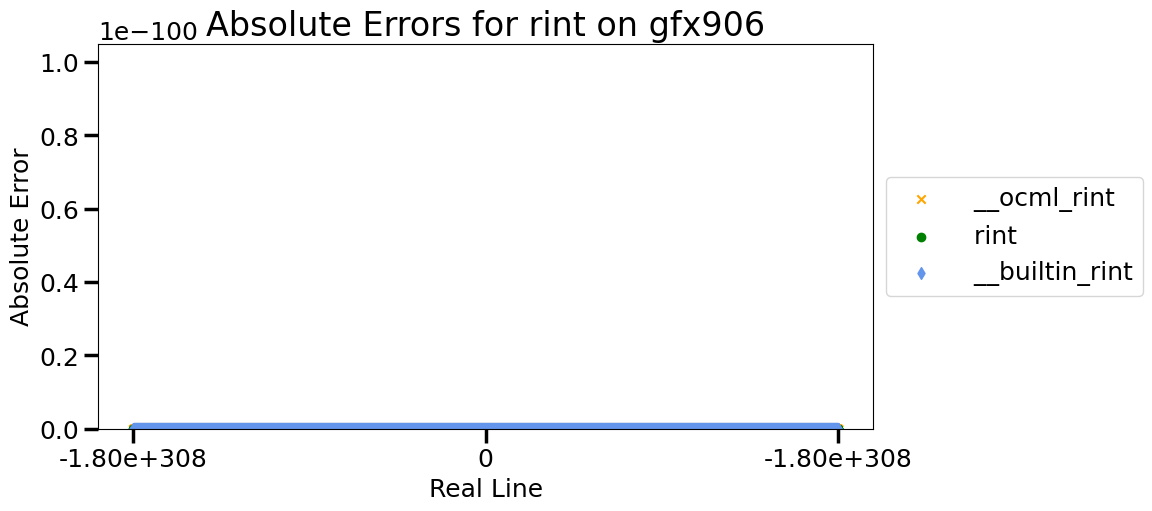 Absolute Errors for rint on gfx906
1e−100
1.0
0.8
0.6
0.4
0.2
0.0
Absolute Error
-1.80e+308
0
-1.80e+308
Real Line
__ocml_rint
rint
__builtin_rint